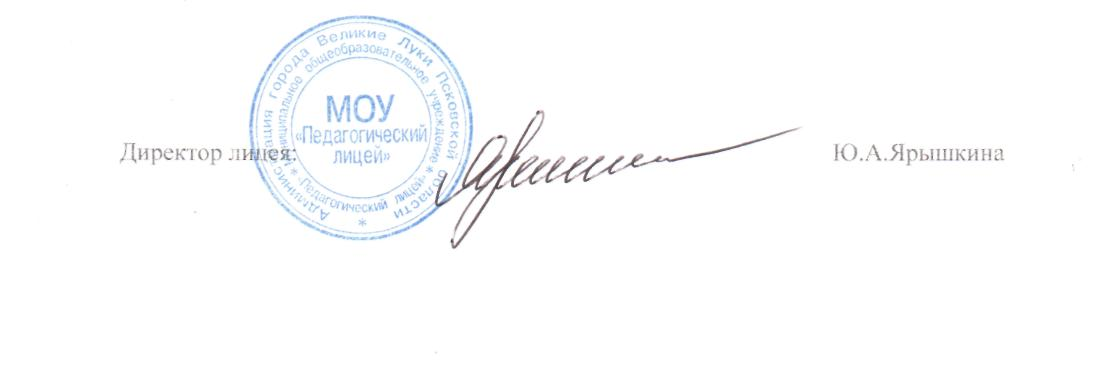 Администрация города Великие Луки Псковской области *
Муниципальное общеобразовательное учреждение * «Педагогический лицей» *
МОУ
«Педагогический
лицей»
Директор лицея:
Ю.А.Ярышкина